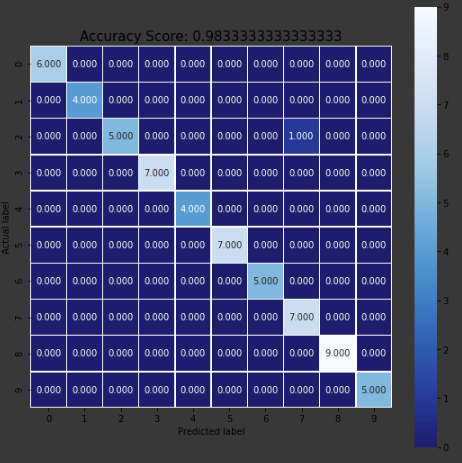 Accuracy Score: 0.9833333333333333
0 6.000 0.000 0.000 0.000 0.000 0.000 0.000 0.000 0.000 0.000
1 0.000 4.000 0.000 0.000 0.000 0.000 0.000 0.000 0.000 0.000
2 0.000 0.000 5.000 0.000 0.000 0.000 0.000 1.000 0.000 0.000
3 0.000 0.000 0.000 7.000 0.000 0.000 0.000 0.000 0.000 0.000
4 0.000 0.000 0.000 0.000 4.000 0.000 0.000 0.000 0.000 0.000
5 0.000 0.000 0.000 0.000 0.000 7.000 0.000 0.000 0.000 0.000
6 0.000 0.000 0.000 0.000 0.000 0.000 5.000 0.000 0.000 0.000
7 0.000 0.000 0.000 0.000 0.000 0.000 0.000 7.000 0.000 0.000
8 0.000 0.000 0.000 0.000 0.000 0.000 0.000 0.000 9.000 0.000
9 0.000 0.000 0.000 0.000 0.000 0.000 0.000 0.000 0.000 5.000
0 1 2 3 4 5 6 7 8 9
Predicted label
Actual label
9
8
7
6
5
4
3
2
1
0